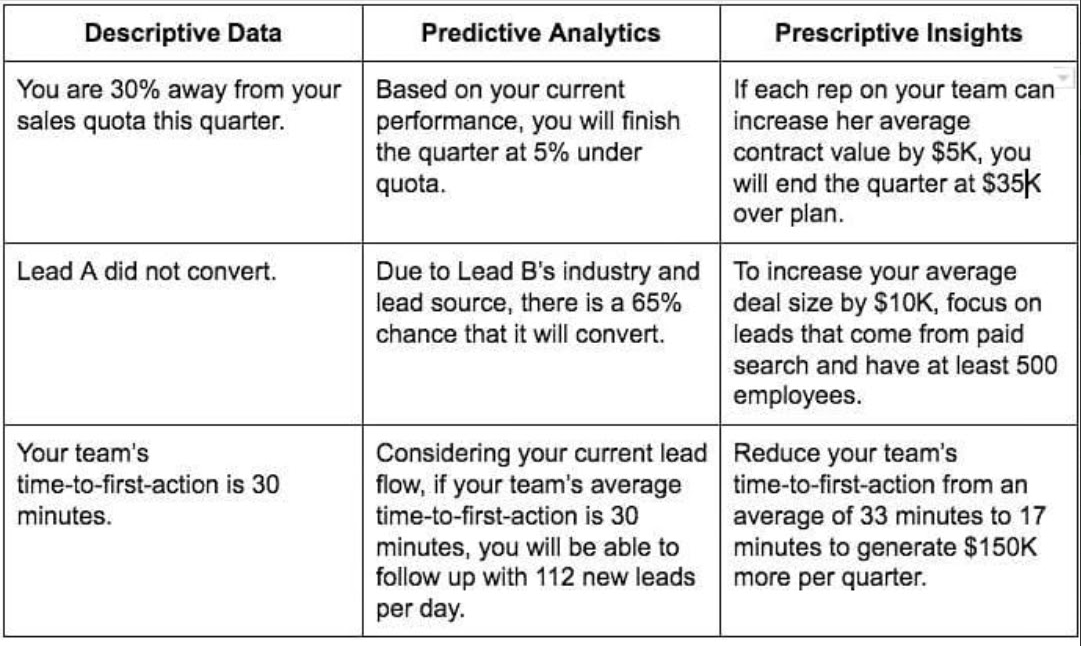 Descriptive Data
Predictive Analytics
Prescriptive Insights
You are 30% away from your
sales quota this quarter.
Based on your current
performance, you will finish
the quarter at 5% under
quota.
If each rep on your team can
increase her average
contract value by $5K, you
will end the quarter at $35K
over plan.
Lead A did not convert.
Due to Lead B's industry and
lead source, there is a 65%
chance that it will convert.
To increase your average
deal size by $10K, focus on
leads that come from paid
search and have at least 500
employees.
Your team's
time-to-first-action is 30
minutes.
Considering your current lead
flow, if your team's average
time-to-first-action is 30
minutes, you will be able to
follow up with 112 new leads
per day.
Reduce your team's
time-to-first-action from an
average of 33 minutes to 17
minutes to generate $150K
more per quarter.